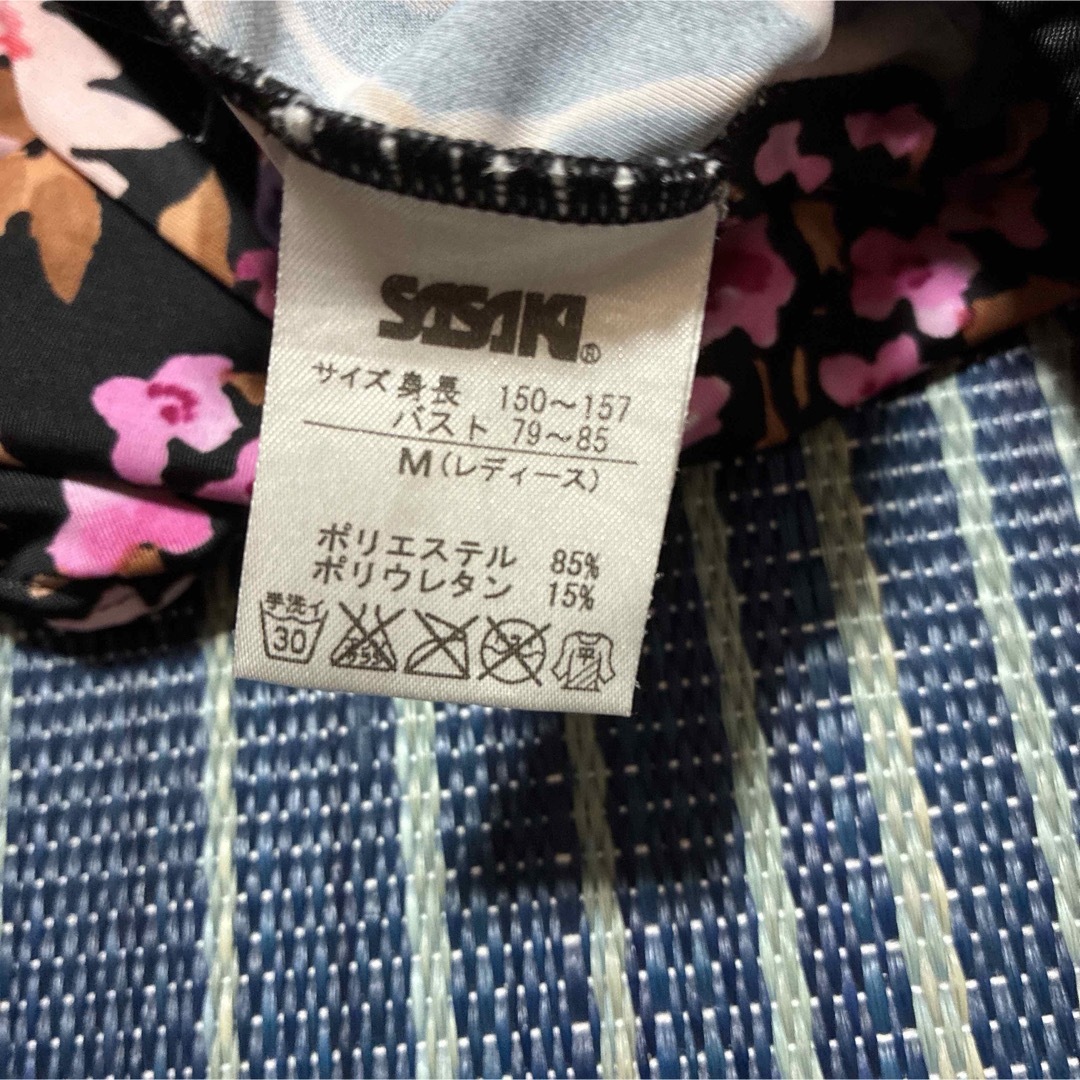 SASAKI®
サイズ 身長 150〜157
バスト 79〜85
M(レディース)
ポリエステル 85%
ポリウレタン 15%
手洗イ
30
平